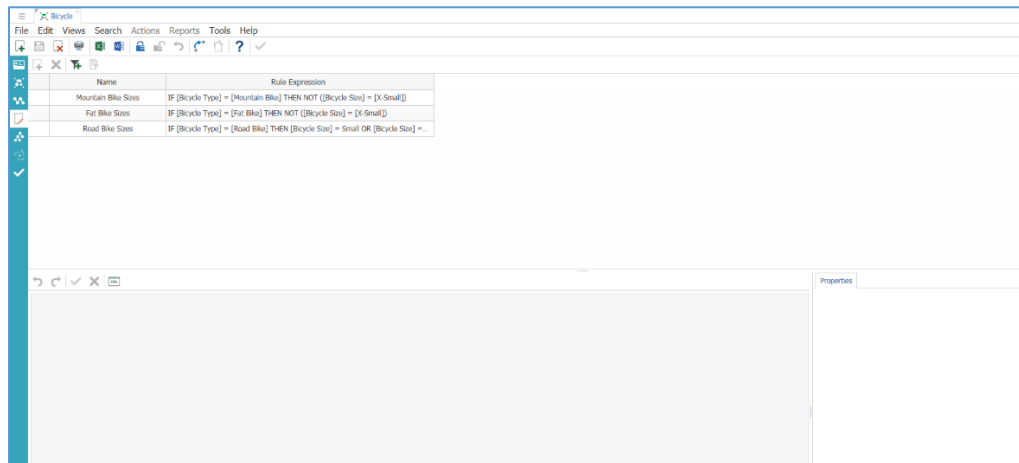 Bicycle
File Edit Views Search Actions Reports Tools Help
Name Rule Expression
Mountain Bike Sizes IF [Bicycle Type] = [Mountain Bike] THEN NOT ([Bicycle Size] = [X-Small])
Fat Bike Sizes IF [Bicycle Type] = [Fat Bike] THEN NOT ([Bicycle Size] = [X-Small])
Road Bike Sizes IF [Bicycle Type] = [Road Bike] THEN [Bicycle Size] = Small OR [Bicycle Size] =...
Properties